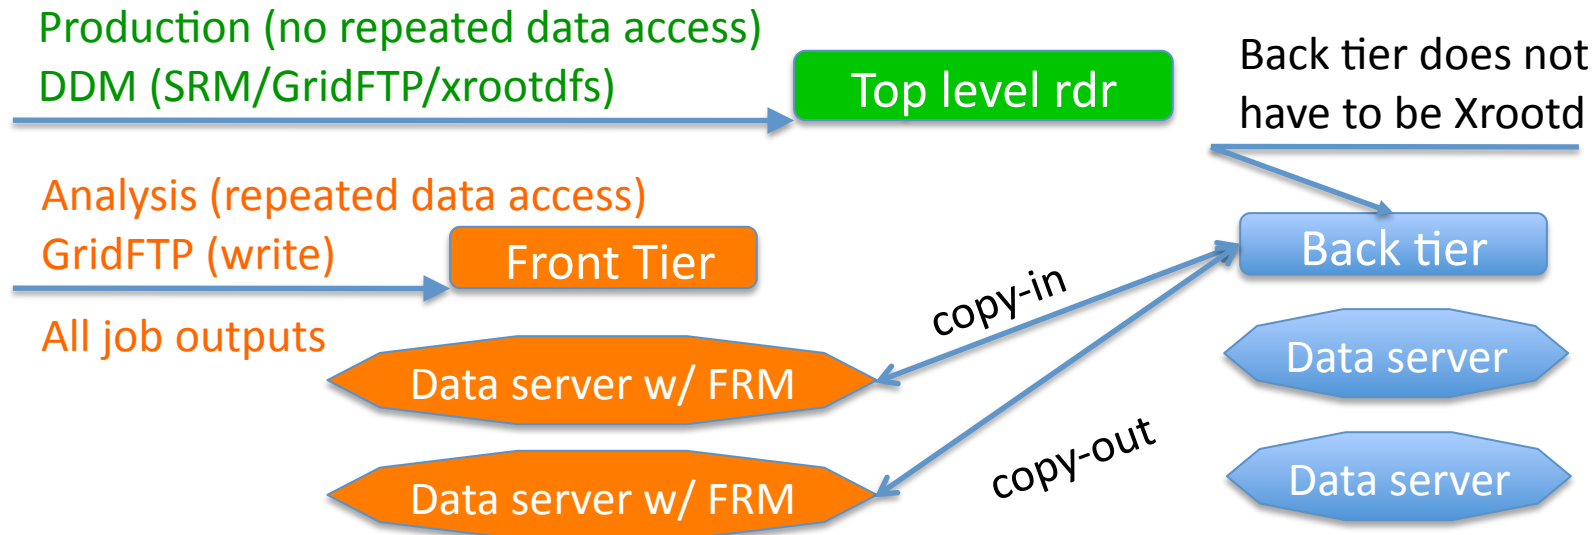 Production (no repeated data access)
DDM (SRM/GridFTP/xrootdfs)
Top level rdr
Back tier does not
have to be Xrootd
Analysis (repeated data access)
GridFTP (write)
Front Tier
Back tier
All job outputs
copy-in
Data server w/ FRM
Data server
copy-out
Data server w/ FRM
Data server